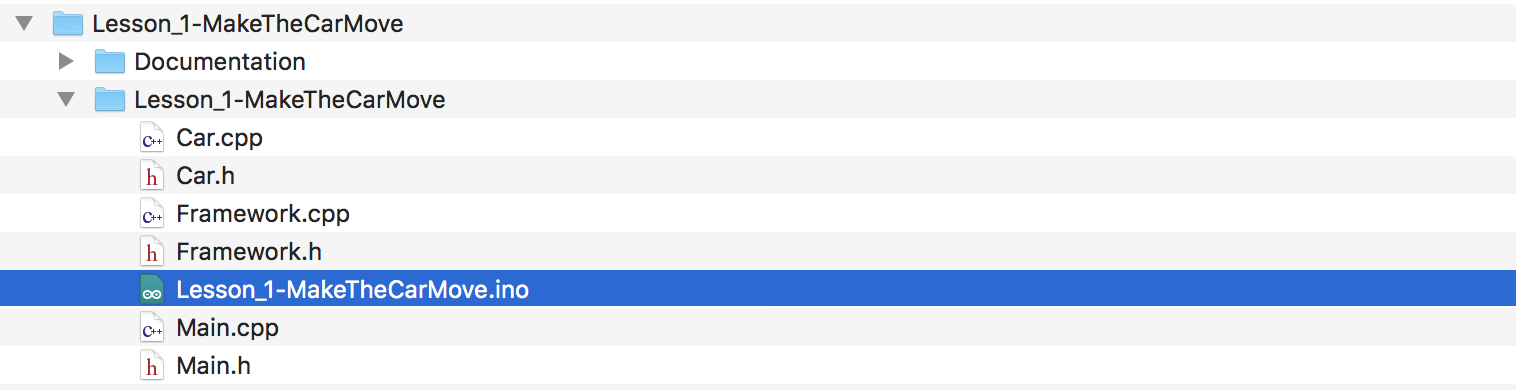 Lesson_1-MakeTheCarMove
Documentation
Lesson_1-MakeTheCarMove
Car.cpp
Car.h
Framework.cpp
Framework.h
Lesson_1-MakeTheCarMove.ino
Main.cpp
Main.h